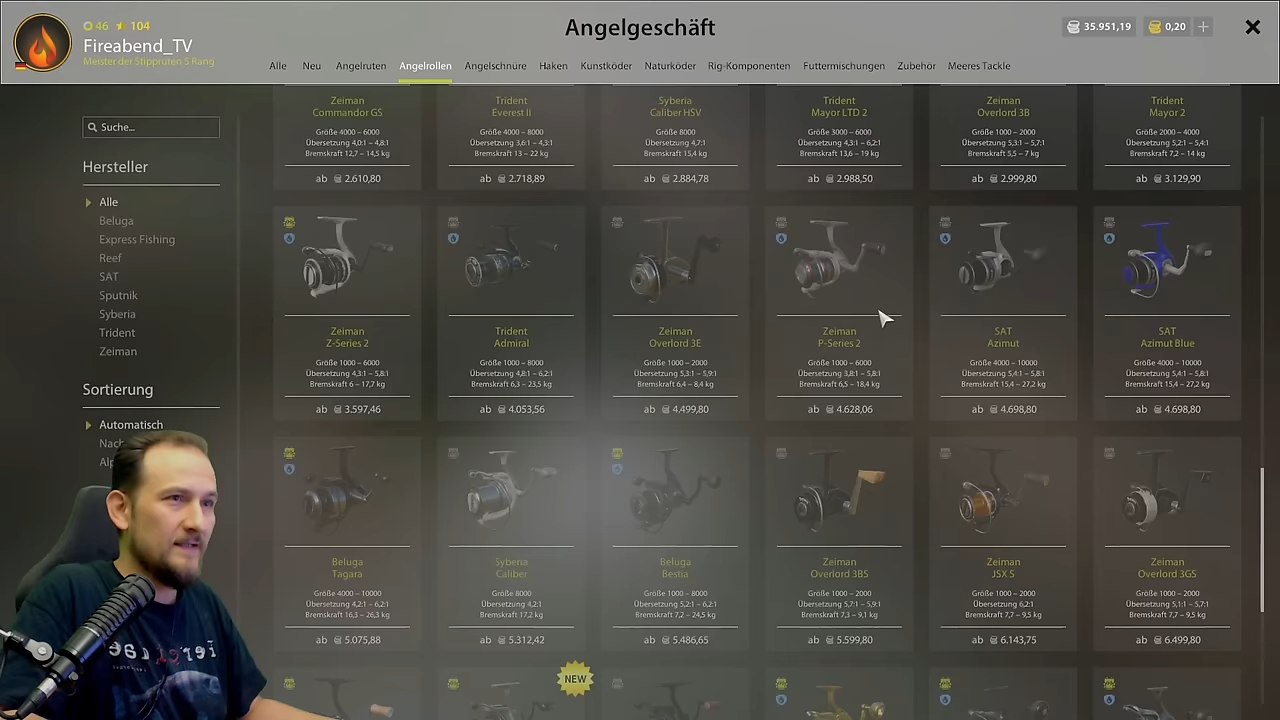 46 104
Fireabend_TV
Meister der Stippruten 5 Rang
Angelgeschäft
35.951,19
0,20
Alle Neu Angelruten Angelrollen Angelschnüre Haken Kunstköder Naturköder Rig-Komponenten Futtermischungen Zubehör Meeres Tackle
Suche...
Hersteller
Alle
Beluga
Express Fishing
Reef
SAT
Sputnik
Syberia
Trident
Zeiman
Sortierung
Automatisch
Nach
Zeiman
Commandor GS
Größe 4000 – 6000
Übersetzung 4,0:1 – 4,8:1
Bremskraft 12,7 – 14,5 kg
ab 2.610,80
Trident
Everest II
Größe 4000 – 8000
Übersetzung 3,6:1 – 4,3:1
Bremskraft 13 – 22 kg
ab 2.718,89
Syberia
Caliber HSV
Größe 8000
Übersetzung 4,7:1
Bremskraft 15,4 kg
ab 2.884,78
Trident
Mayor LTD 2
Größe 3000 – 6000
Übersetzung 4,3:1 – 6,2:1
Bremskraft 13,6 – 19 kg
ab 2.988,50
Zeiman
Overlord 3B
Größe 1000 – 2000
Übersetzung 5,3:1 – 5,7:1
Bremskraft 5,5 – 7 kg
ab 2.999,80
Trident
Mayor 2
Größe 2000 – 4000
Übersetzung 5,2:1 – 5,4:1
Bremskraft 7,2 – 14 kg
ab 3.129,90
Zeiman
Z-Series 2
Größe 1000 – 6000
Übersetzung 4,3:1 – 5,8:1
Bremskraft 6 – 17,7 kg
ab 3.597,46
Trident
Admiral
Größe 1000 – 8000
Übersetzung 4,8:1 – 6,2:1
Bremskraft 6,3 – 23,5 kg
ab 4.053,56
Zeiman
Overlord 3E
Größe 1000 – 2000
Übersetzung 5,3:1 – 5,9:1
Bremskraft 6,4 – 8,4 kg
ab 4.499,80
Zeiman
P-Series 2
Größe 1000 – 6000
Übersetzung 3,8:1 – 5,8:1
Bremskraft 6,5 – 18,4 kg
ab 4.628,06
SAT
Azimut
Größe 4000 – 10000
Übersetzung 5,4:1 – 5,8:1
Bremskraft 15,4 – 27,2 kg
ab 4.698,80
SAT
Azimut Blue
Größe 4000 – 10000
Übersetzung 5,4:1 – 5,8:1
Bremskraft 15,4 – 27,2 kg
ab 4.698,80
Beluga
Tagara
Größe 4000 – 10000
Übersetzung 4,2:1 – 6,2:1
Bremskraft 16,3 – 26,3 kg
ab 5.075,88
Syberia
Caliber
Größe 8000
Übersetzung 4,2:1
Bremskraft 17,2 kg
ab 5.312,42
Beluga
Bestia
Größe 1000 – 8000
Übersetzung 5,2:1 – 6,2:1
Bremskraft 7,2 – 24,5 kg
ab 5.486,65
Zeiman
Overlord 3BS
Größe 1000 – 2000
Übersetzung 5,7:1 – 5,9:1
Bremskraft 7,3 – 9,1 kg
ab 5.599,80
Zeiman
JSX S
Größe 1000 – 2000
Übersetzung 6,2:1
Bremskraft 7,7 – 9,5 kg
ab 6.143,75
Zeiman
Overlord 3GS
Größe 1000 – 2000
Übersetzung 5,1:1 – 5,7:1
Bremskraft 7,7 – 9,5 kg
ab 6.499,80
NEW